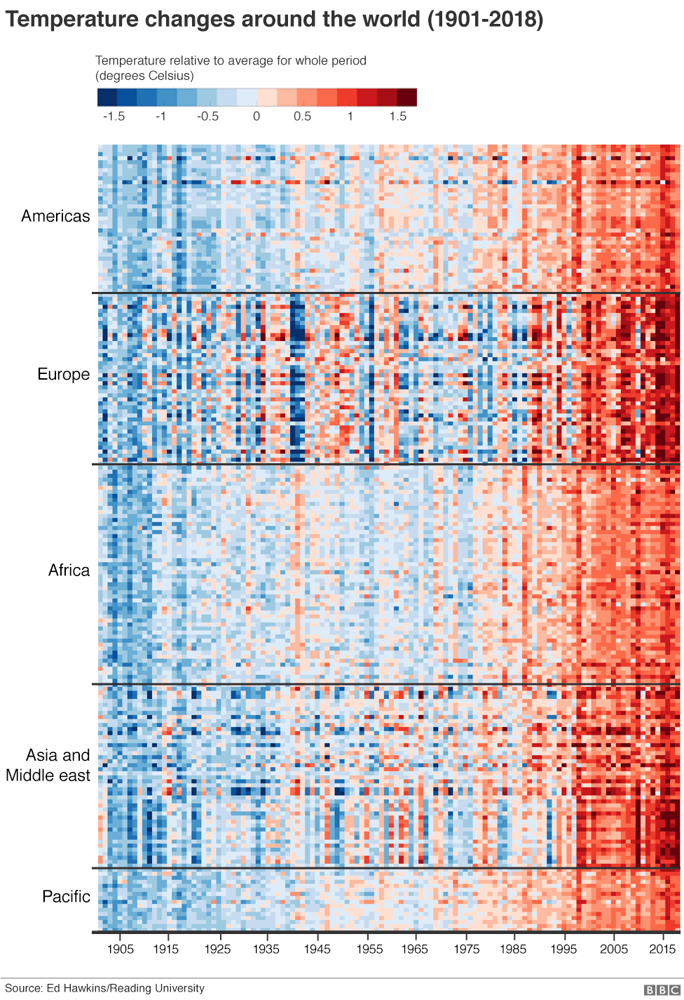 Temperature changes around the world (1901-2018)
Temperature relative to average for whole period
(degrees Celsius)
-1.5 -1 -0.5 0 0.5 1 1.5
Americas
Europe
Africa
Asia and
Middle east
Pacific
1905 1915 1925 1935 1945 1955 1965 1975 1985 1995 2005 2015
Source: Ed Hawkins/Reading University
BBC